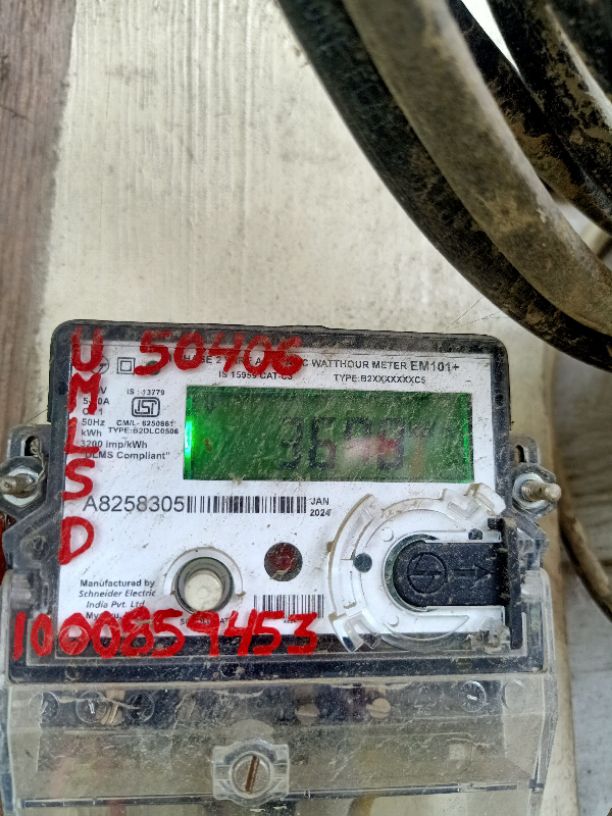 50406
WATTHOUR METER EM101+
IS 15959 CAT-C3
TYPE:B2XXXXXXXC5
UMLSD
IS : 13779
ISI
CM/L-
50Hz
kWh
TYPE:B2DLC0506
3200 imp/kWh
"DLMS Compliant"
A8258305
JAN
2024
Manufactured by
Schneider Electric
India Pvt. Ltd
1000859453